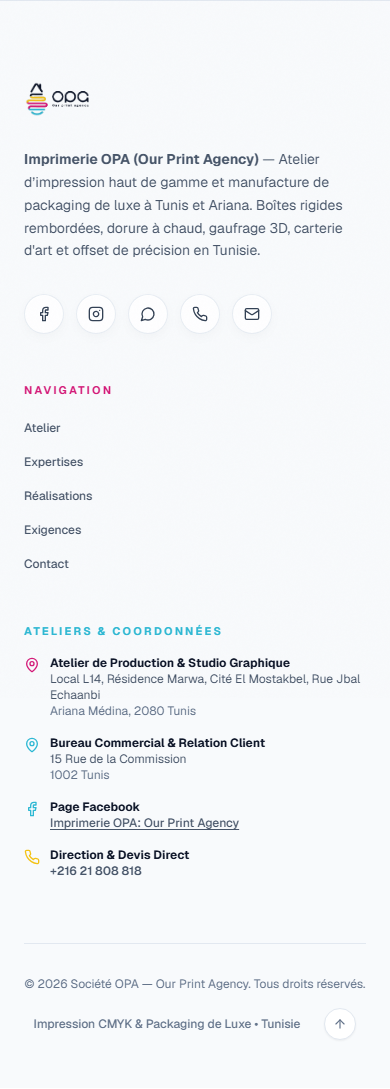 opa
Our print agency
Imprimerie OPA (Our Print Agency) — Atelier
d'impression haut de gamme et manufacture de
packaging de luxe à Tunis et Ariana. Boîtes rigides
rembordées, dorure à chaud, gaufrage 3D, carterie
d'art et offset de précision en Tunisie.
NAVIGATION
Atelier
Expertises
Réalisations
Exigences
Contact
ATELIERS & COORDONNÉES
Atelier de Production & Studio Graphique
Local L14, Résidence Marwa, Cité El Mostakbel, Rue Jbal
Echaanbi
Ariana Médina, 2080 Tunis
Bureau Commercial & Relation Client
15 Rue de la Commission
1002 Tunis
Page Facebook
Imprimerie OPA: Our Print Agency
Direction & Devis Direct
+216 21 808 818
© 2026 Société OPA — Our Print Agency. Tous droits réservés.
Impression CMYK & Packaging de Luxe • Tunisie